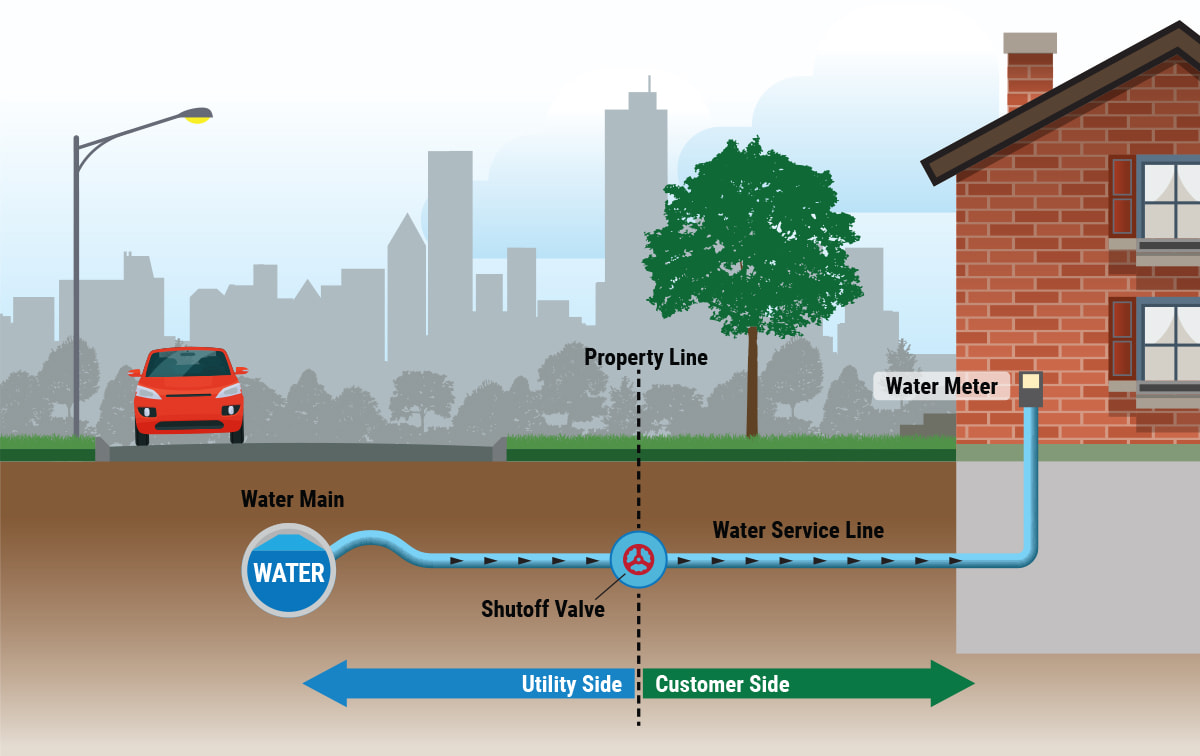 Property Line
Water Meter
Water Main
Water Service Line
WATER
Shutoff Valve
Utility Side
Customer Side